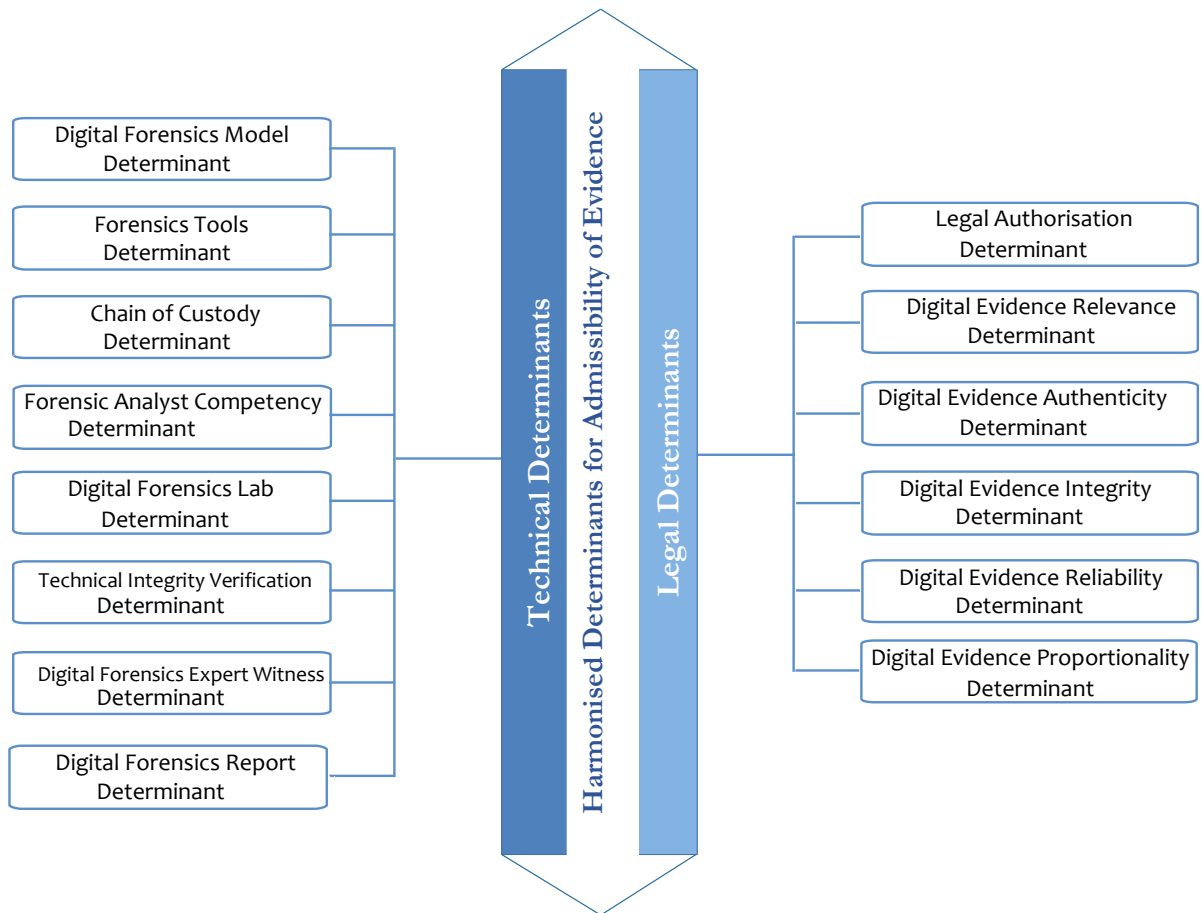 Digital Forensics Model
Determinant
Forensics Tools
Determinant
Chain of Custody
Determinant
Forensic Analyst Competency
Determinant
Digital Forensics Lab
Determinant
Technical Integrity Verification
Determinant
Digital Forensics Expert Witness
Determinant
Digital Forensics Report
Determinant
Technical Determinants
Harmonised Determinants for Admissibility of Evidence
Legal Determinants
Legal Authorisation
Determinant
Digital Evidence Relevance
Determinant
Digital Evidence Authenticity
Determinant
Digital Evidence Integrity
Determinant
Digital Evidence Reliability
Determinant
Digital Evidence Proportionality
Determinant